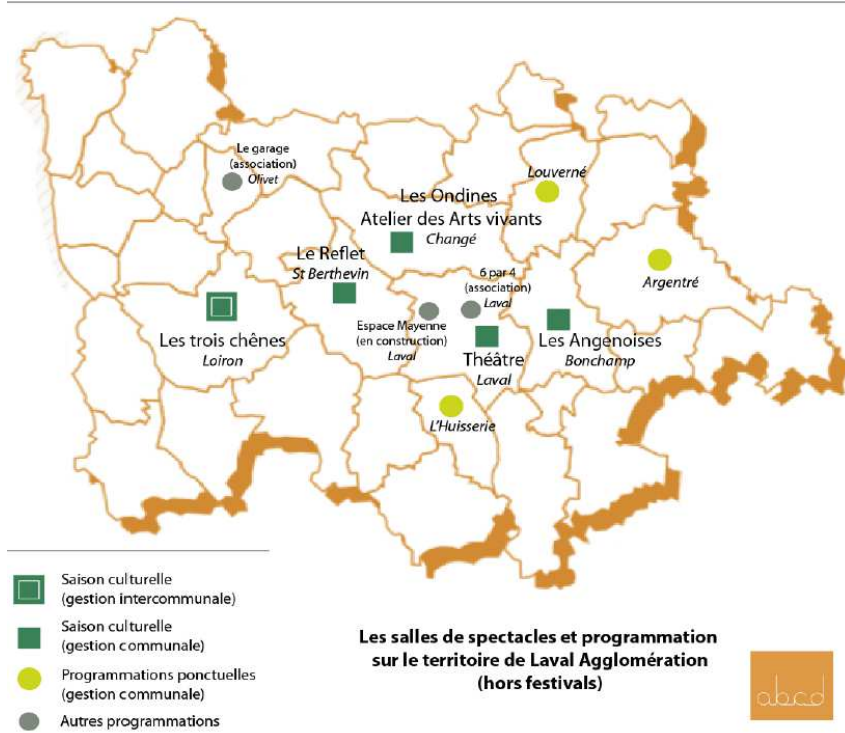 Le garage
(association)
Olivet
Louverné
Les Ondines
Atelier des Arts vivants
Changé
Le Reflet
St Berthevin
6 par 4
(association)
Laval
Argentré
Les trois chênes
Loiron
Espace Mayenne
(en construction)
Laval
Théâtre
Laval
Les Angenoises
Bonchamp
L'Huisserie
Saison culturelle
(gestion intercommunale)
Saison culturelle
(gestion communale)
Programmations ponctuelles
(gestion communale)
Autres programmations
Les salles de spectacles et programmation
sur le territoire de Laval Agglomération
(hors festivals)
abcd